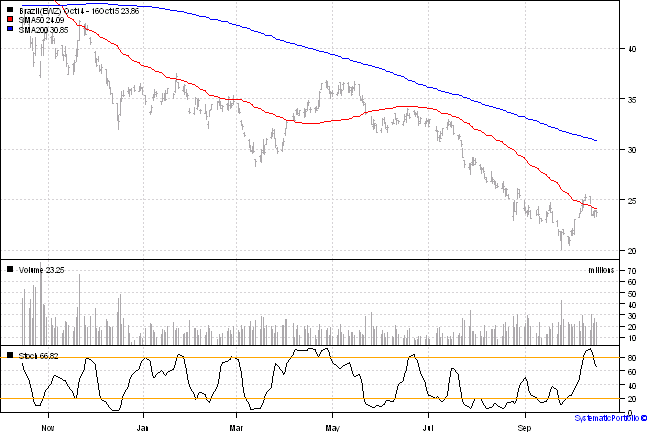 Brazil (EWZ) Oct14 - 16Oct15 23.86
SMA50 24.09
SMA200 30.85
40
35
30
25
20
Volume 23.25
millions
70
60
50
40
30
20
10
Stoch 66.82
80
60
40
20
0
Nov Jan Mar May Jul Sep
SystematicPortfolio ©